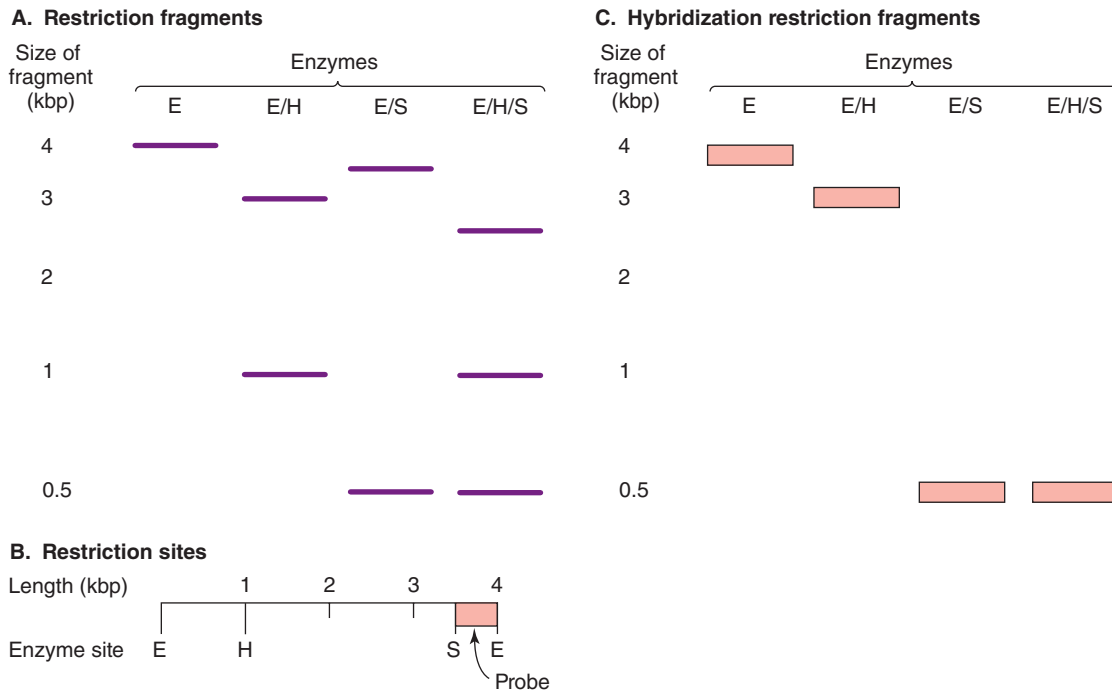 A. Restriction fragments
Size of
fragment
(kbp)
Enzymes
E E/H E/S E/H/S
4
3
2
1
0.5
B. Restriction sites
Length (kbp) 1 2 3 4
Enzyme site E H S E
Probe
C. Hybridization restriction fragments
Size of
fragment
(kbp)
Enzymes
E E/H E/S E/H/S
4
3
2
1
0.5